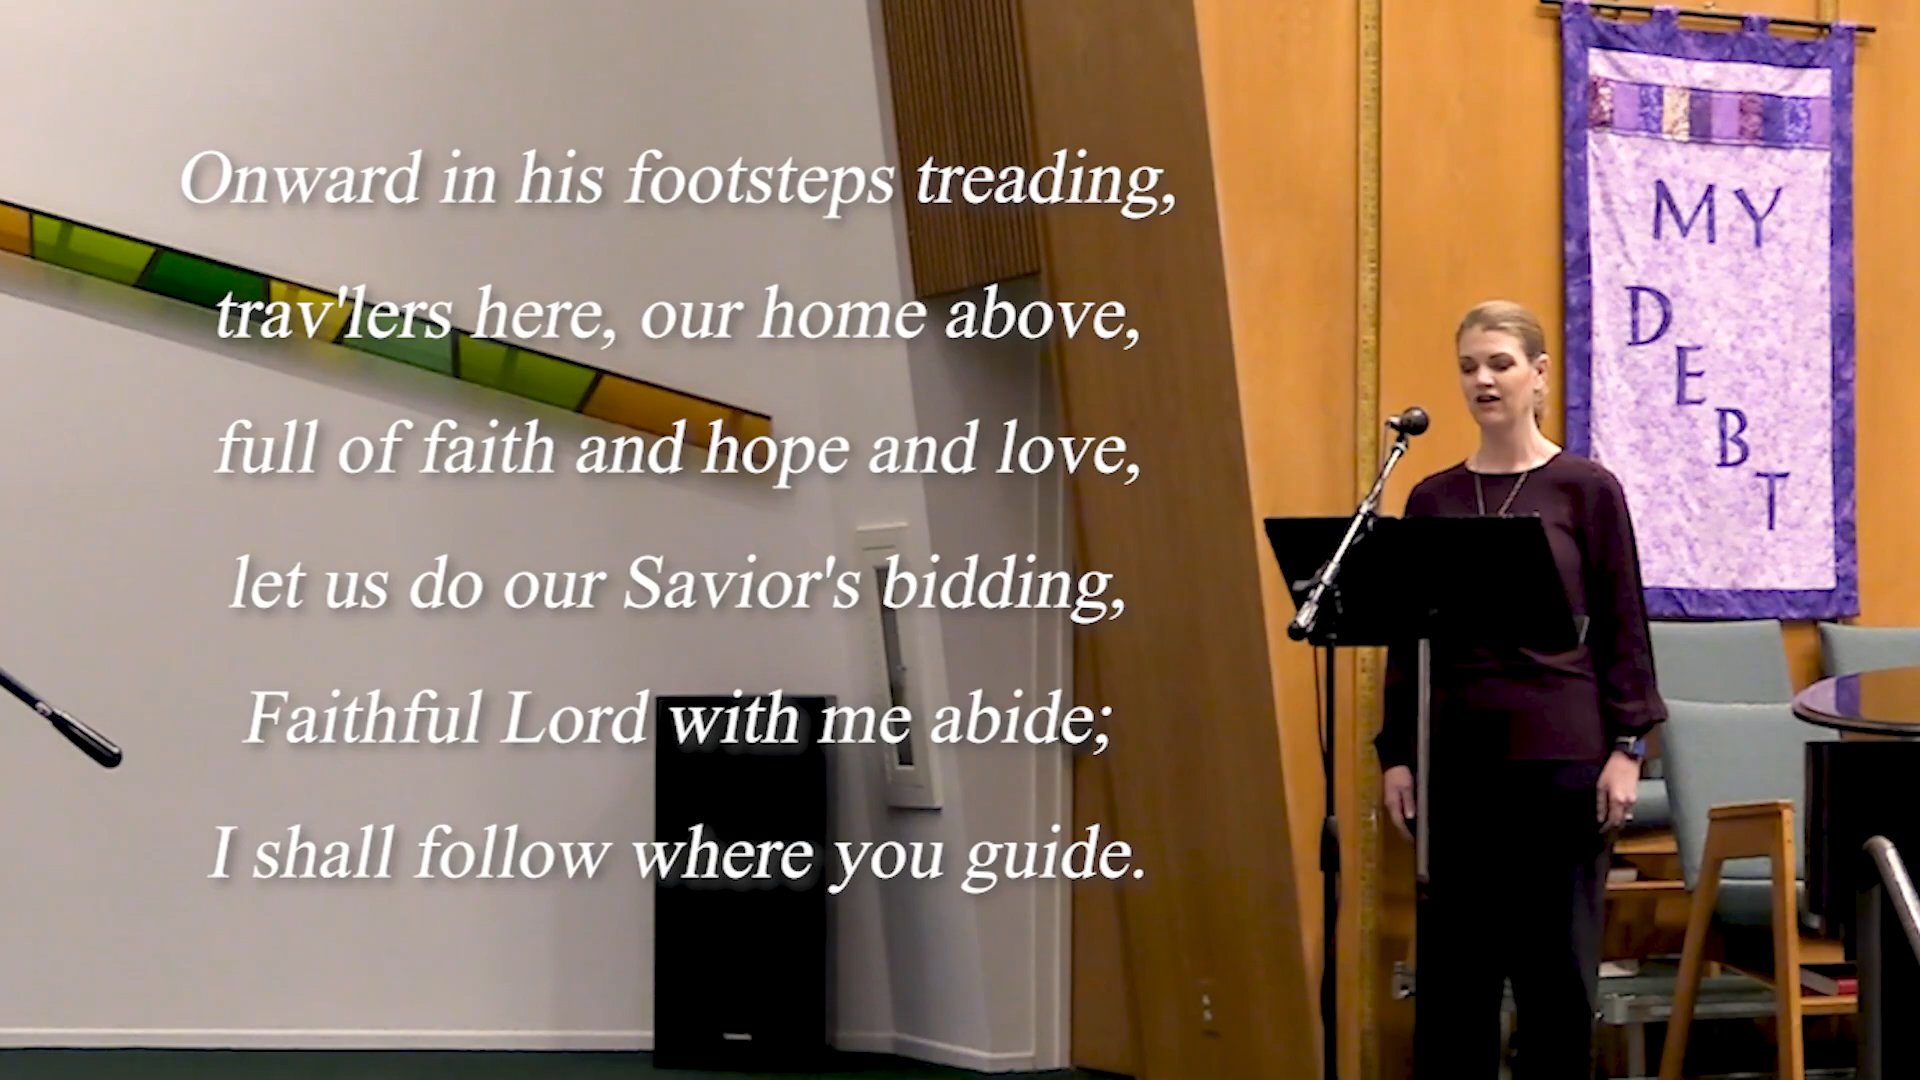 Onward in his footsteps treading,
trav'lers here, our home above,
full of faith and hope and love,
let us do our Savior's bidding,
Faithful Lord with me abide;
I shall follow where you guide.
MY
DEBT